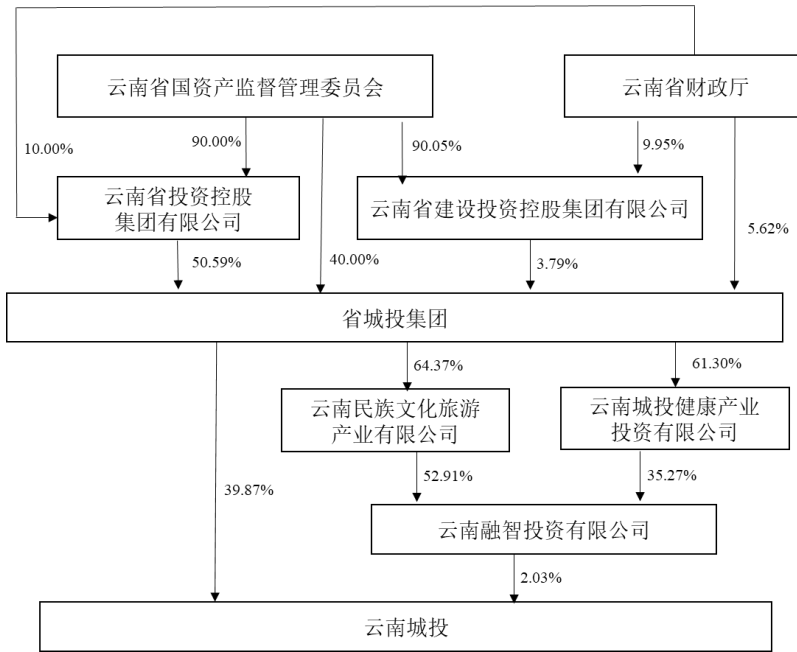 云南省国资产监督管理委员会
云南省财政厅
10.00%
90.00%
90.05%
9.95%
云南省投资控股
集团有限公司
云南省建设投资控股集团有限公司
50.59%
40.00%
3.79%
5.62%
省城投集团
64.37%
61.30%
云南民族文化旅游
产业有限公司
云南城投健康产业
投资有限公司
39.87%
52.91%
35.27%
云南融智投资有限公司
2.03%
云南城投